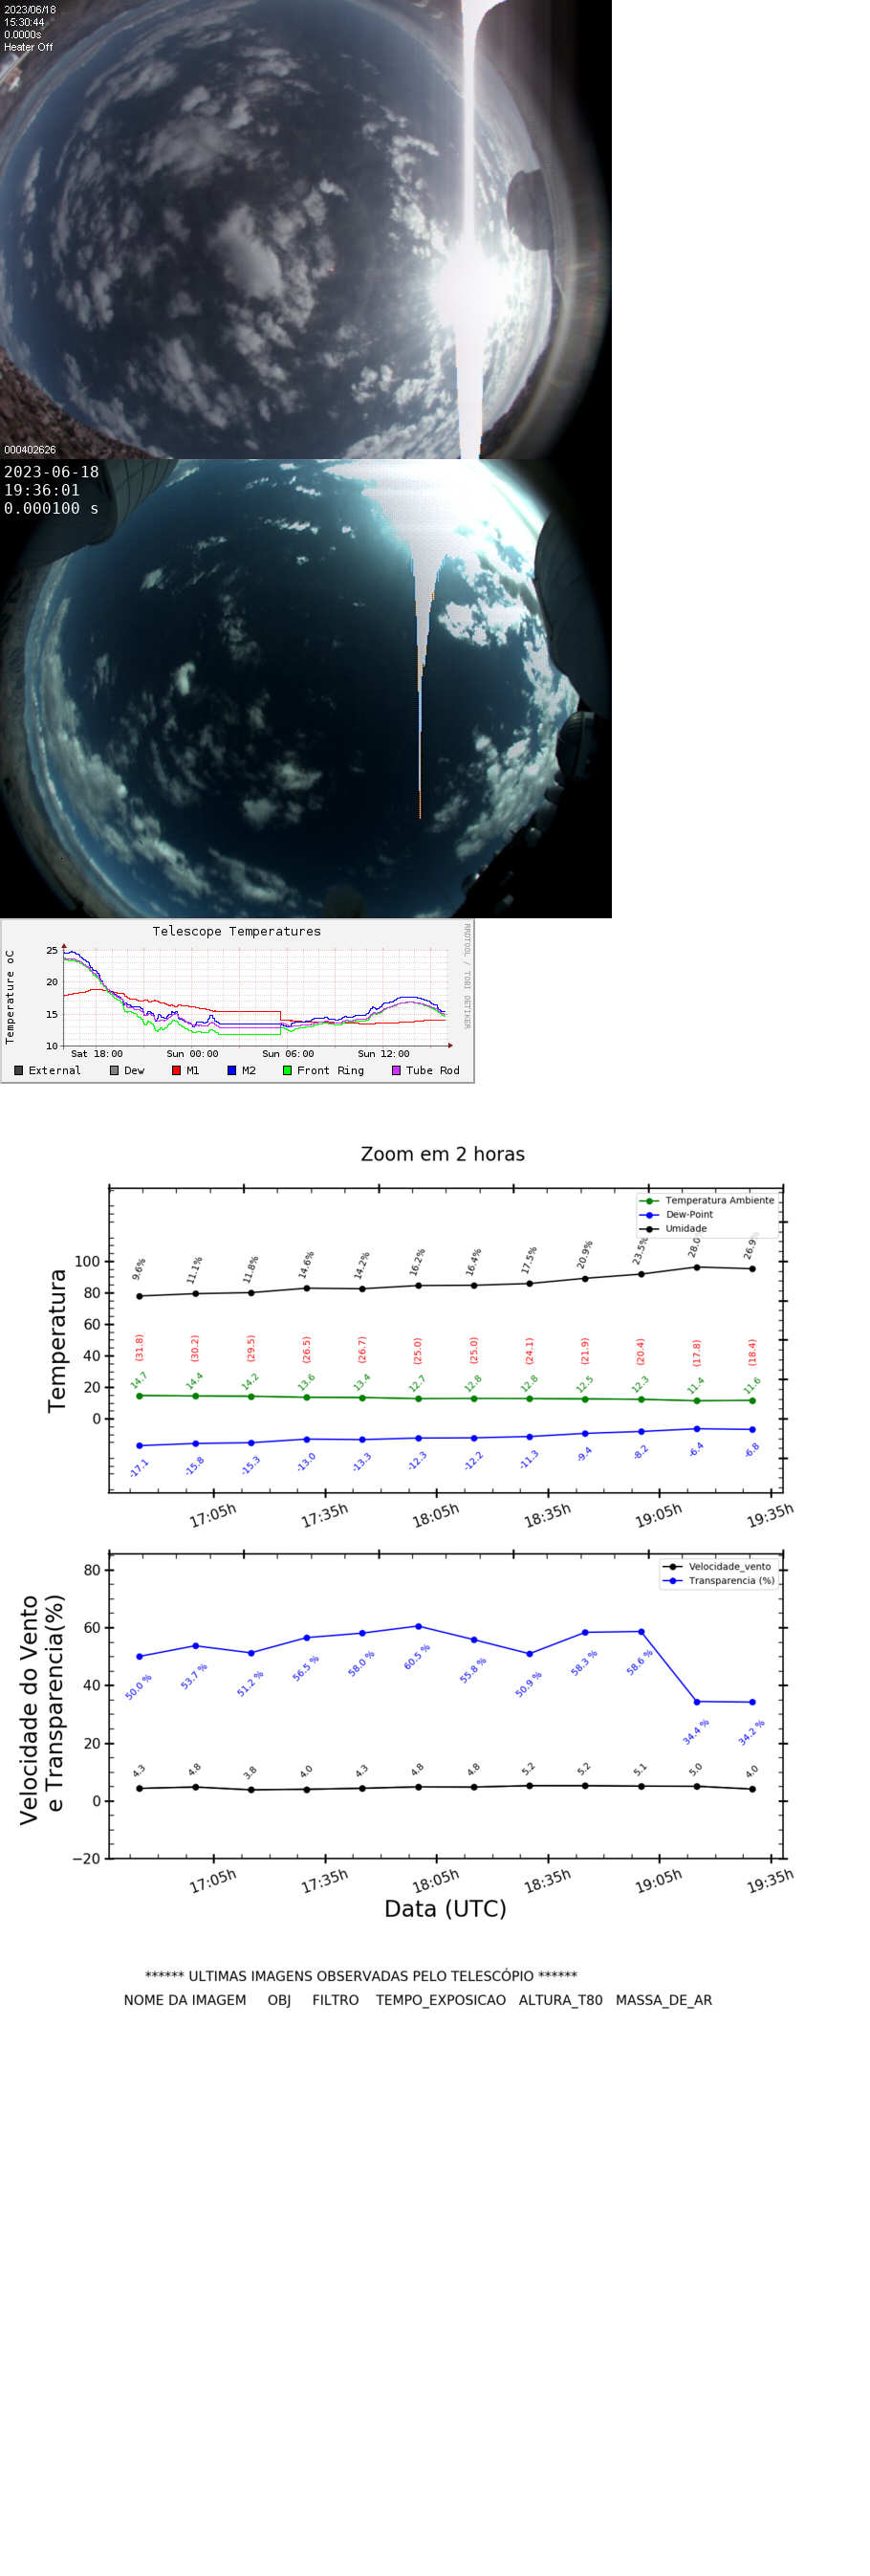 2023/06/18
15:30:44
0.0000s
Heater Off
000402626
2023-06-18
19:36:01
0.000100 s
Telescope Temperatures
RRDTOOL / TOBI OETIKER
Temperature oC
25
20
15
10
Sat 18:00 Sun 00:00 Sun 06:00 Sun 12:00
External Dew M1 M2 Front Ring Tube Rod
Zoom em 2 horas
Temperatura Ambiente
Dew-Point
Umidade
Temperatura
100
80
60
40
20
0
9.6% 11.1% 11.8% 14.6% 14.2% 16.2% 16.4% 17.5% 20.9% 23.5% 28.0 26.9%
(31.8) (30.2) (29.5) (26.5) (26.7) (25.0) (25.0) (24.1) (21.9) (20.4) (17.8) (18.4)
14.7 14.4 14.2 13.6 13.4 12.7 12.8 12.8 12.5 12.3 11.4 11.6
-17.1 -15.8 -15.3 -13.0 -13.3 -12.3 -12.2 -11.3 -9.4 -8.2 -6.4 -6.8
17:05h 17:35h 18:05h 18:35h 19:05h 19:35h
Velocidade_vento
Transparencia (%)
Velocidade do Vento
e Transparencia(%)
80
60
40
20
0
−20
50.0 % 53.7 % 51.2 % 56.5 % 58.0 % 60.5 % 55.8 % 50.9 % 58.3 % 58.6 % 34.4 % 34.2 %
4.3 4.8 3.8 4.0 4.3 4.8 4.8 5.2 5.2 5.1 5.0 4.0
17:05h 17:35h 18:05h 18:35h 19:05h 19:35h
Data (UTC)
****** ULTIMAS IMAGENS OBSERVADAS PELO TELESCÓPIO ******
NOME DA IMAGEM OBJ FILTRO TEMPO_EXPOSICAO ALTURA_T80 MASSA_DE_AR